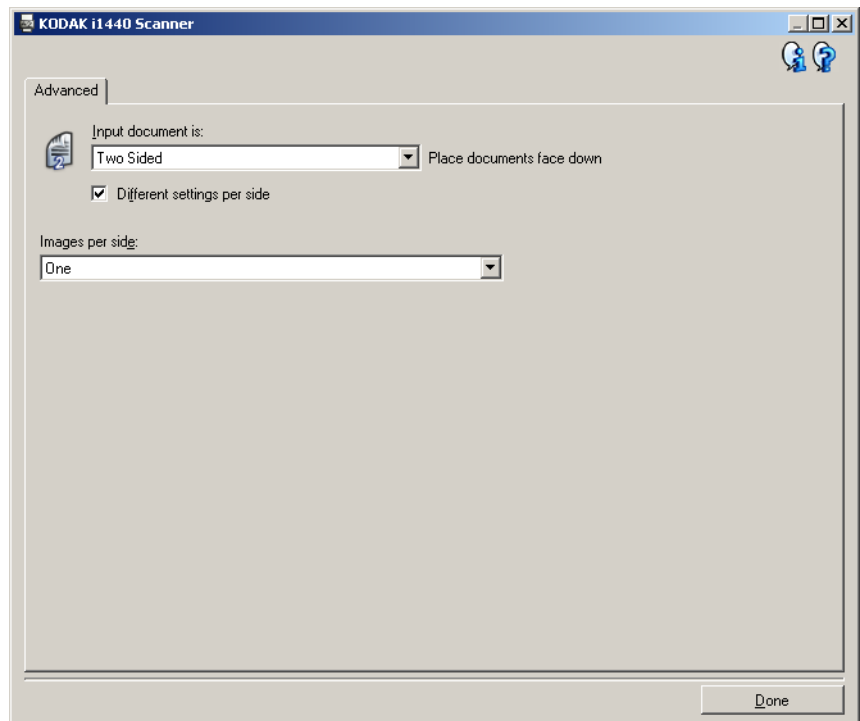 KODAK i1440 Scanner
Advanced
Input document is:
Two Sided
Place documents face down
Different settings per side
Images per side:
One
Done